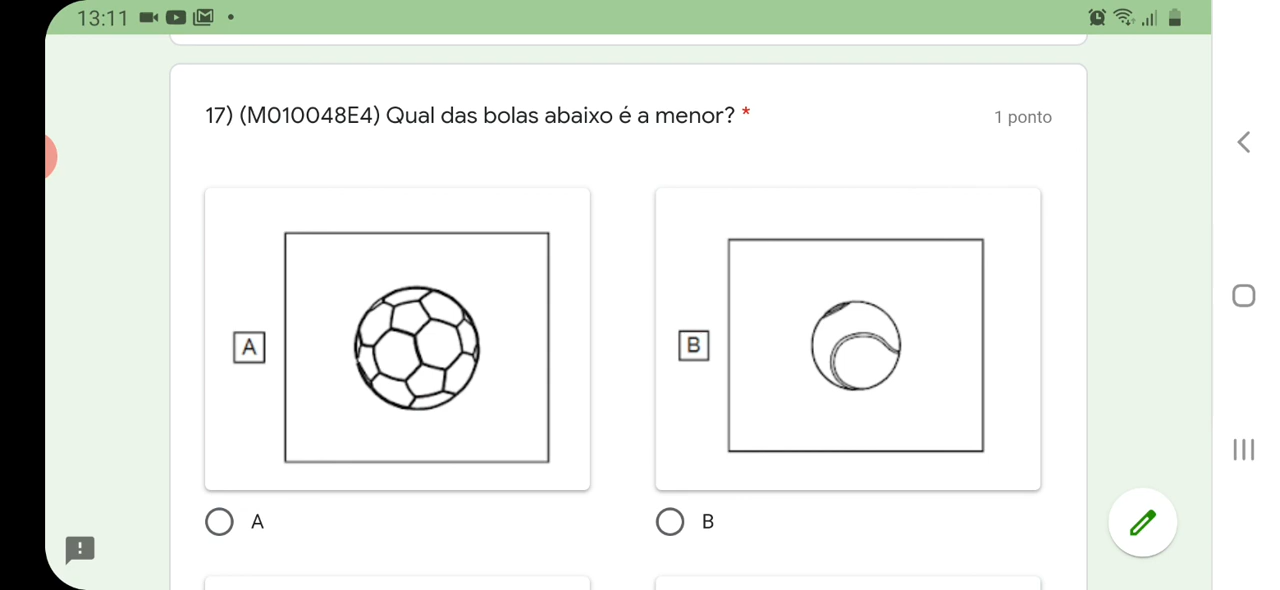 13:11
17) (M010048E4) Qual das bolas abaixo é a menor? *
1 ponto
A
B
A
B